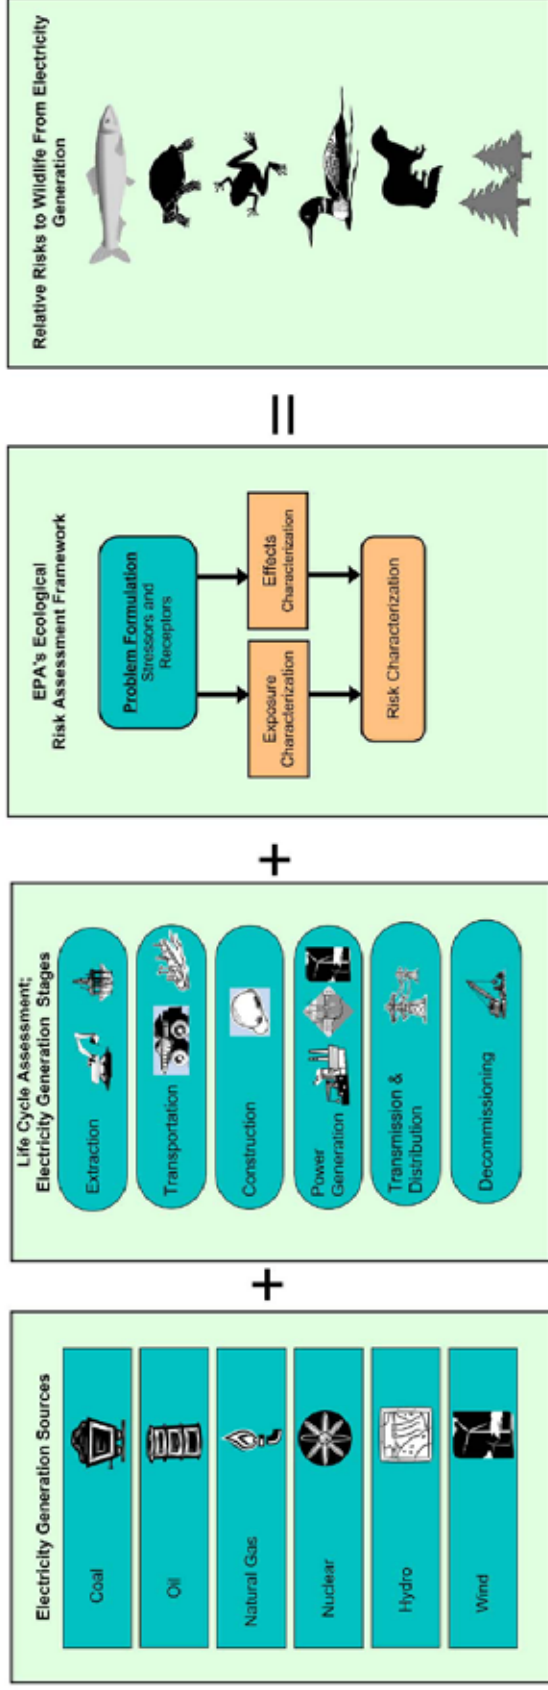 Electricity Generation Sources
Coal
Oil
Natural Gas
Nuclear
Hydro
Wind
+
Life Cycle Assessment;
Electricity Generation Stages
Extraction
Transportation
Construction
Power
Generation
Transmission &
Distribution
Decommissioning
+
EPA's Ecological
Risk Assessment Framework
Problem Formulation
Stressors and
Receptors
Exposure
Characterization
Effects
Characterization
Risk Characterization
=
Relative Risks to Wildlife From Electricity
Generation